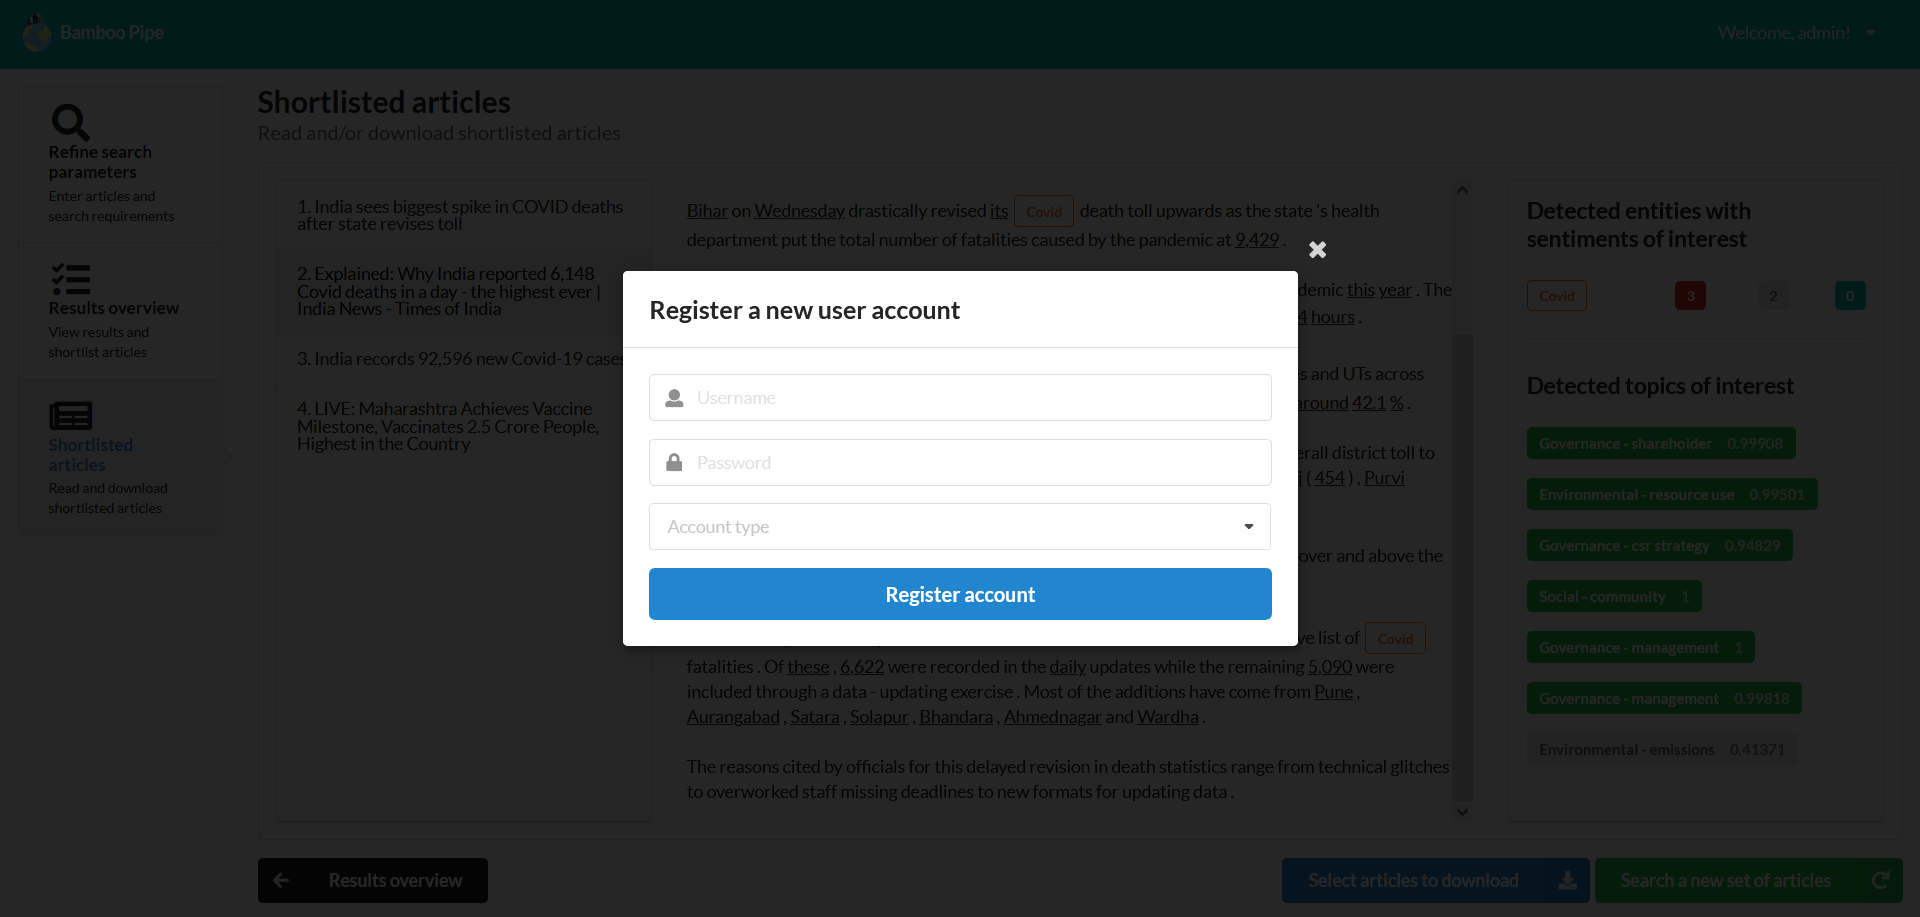 Bamboo Pipe
Welcome, admin!
Refine search
parameters
Enter articles and
search requirements
Results overview
View results and
shortlist articles
Shortlisted
articles
Read and download
shortlisted articles
Shortlisted articles
Read and/or download shortlisted articles
1. India sees biggest spike in COVID deaths
after state revises toll
2. Explained: Why India reported 6,148
Covid deaths in a day - the highest ever |
India News - Times of India
3. India records 92,596 new Covid-19 cases
4. LIVE: Maharashtra Achieves Vaccine
Milestone, Vaccinates 2.5 Crore People,
Highest in the Country
Bihar on Wednesday drastically revised its Covid death toll upwards as the state 's health
department put the total number of fatalities caused by the pandemic at 9,429 .
demic this year . The
4 hours .
s and UTs across
around 42.1 % .
erall district toll to
i ( 454 ) , Purvi
over and above the
ve list of Covid
fatalities . Of these , 6,622 were recorded in the daily updates while the remaining 5,090 were
included through a data - updating exercise . Most of the additions have come from Pune ,
Aurangabad , Satara , Solapur , Bhandara , Ahmednagar and Wardha .
The reasons cited by officials for this delayed revision in death statistics range from technical glitches
to overworked staff missing deadlines to new formats for updating data .
Register a new user account
Username
Password
Account type
Register account
Detected entities with
sentiments of interest
Covid 3 2 0
Detected topics of interest
Governance - shareholder 0.99908
Environmental - resource use 0.99501
Governance - csr strategy 0.94829
Social - community 1
Governance - management 1
Governance - management 0.99818
Environmental - emissions 0.41371
Results overview
Select articles to download
Search a new set of articles